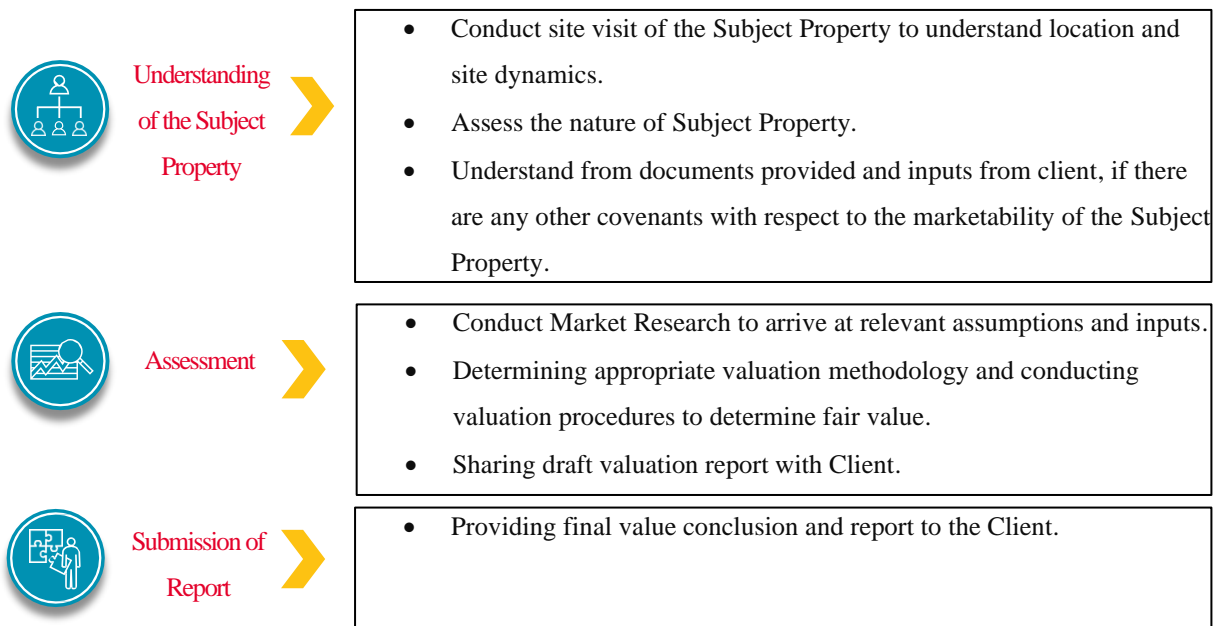 Understanding
of the Subject
Property
• Conduct site visit of the Subject Property to understand location and
site dynamics.
• Assess the nature of Subject Property.
• Understand from documents provided and inputs from client, if there
are any other covenants with respect to the marketability of the Subject
Property.
Assessment
• Conduct Market Research to arrive at relevant assumptions and inputs.
• Determining appropriate valuation methodology and conducting
valuation procedures to determine fair value.
• Sharing draft valuation report with Client.
Submission of
Report
• Providing final value conclusion and report to the Client.